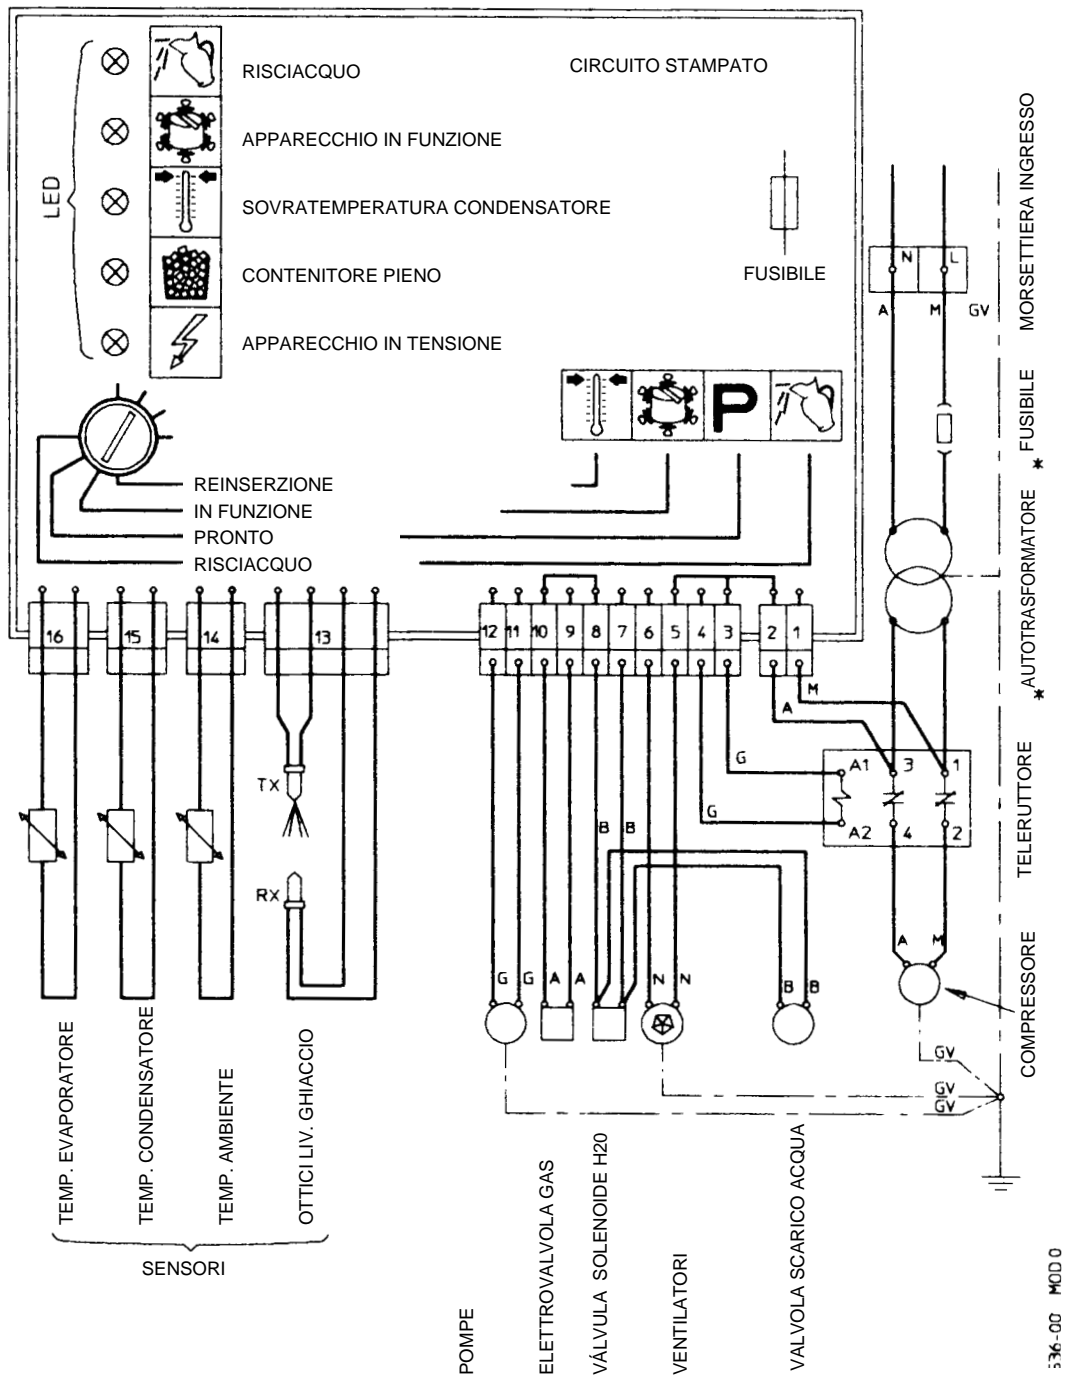 RISCIACQUO
CIRCUITO STAMPATO
APPARECCHIO IN FUNZIONE
SOVRATEMPERATURA CONDENSATORE
CONTENITORE PIENO
APPARECCHIO IN TENSIONE
LED
FUSIBILE
P
REINSERZIONE
IN FUNZIONE
PRONTO
RISCIACQUO
N L
A M GV
MORSETTIERA INGRESSO
* FUSIBILE
* AUTOTRASFORMATORE
TELERUTTORE
COMPRESSORE
16 15 14 13
12 11 10 9 8 7 6 5 4 3 2 1
M
A
G
G
A1 3 1
A2 4 2
TX
RX
B B
A M
G G A A N N B B
GV
GV
GV
TEMP. EVAPORATORE
TEMP. CONDENSATORE
TEMP. AMBIENTE
OTTICI LIV. GHIACCIO
SENSORI
POMPE
ELETTROVALVOLA GAS
VÁLVULA SOLENOIDE H20
VENTILATORI
VALVOLA SCARICO ACQUA
536-00 MOD 0